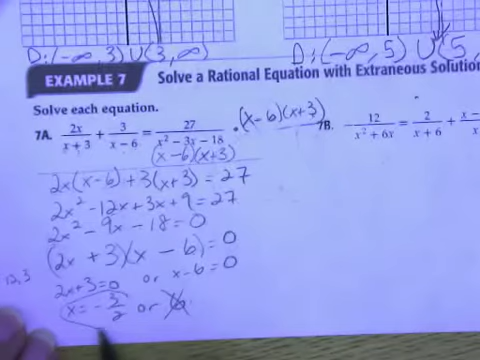 D: (-∞, 3) U (3, ∞)
D: (-∞, 5) U (5,
EXAMPLE 7 Solve a Rational Equation with Extraneous Solution
Solve each equation.
7A. 2x/(x + 3) + 3/(x - 6) = 27/(x² - 3x - 18) • (x-6)(x+3)
(x-6)(x+3)
7B. 12/(x² + 6x) = 2/(x + 6) + x -
2x(x-6) + 3(x+3) = 27
2x² - 12x + 3x + 9 = 27
2x² - 9x - 18 = 0
(2x + 3)(x - 6) = 0
12, 3
2x+3=0 or x-6=0
x = -3/2 or 6